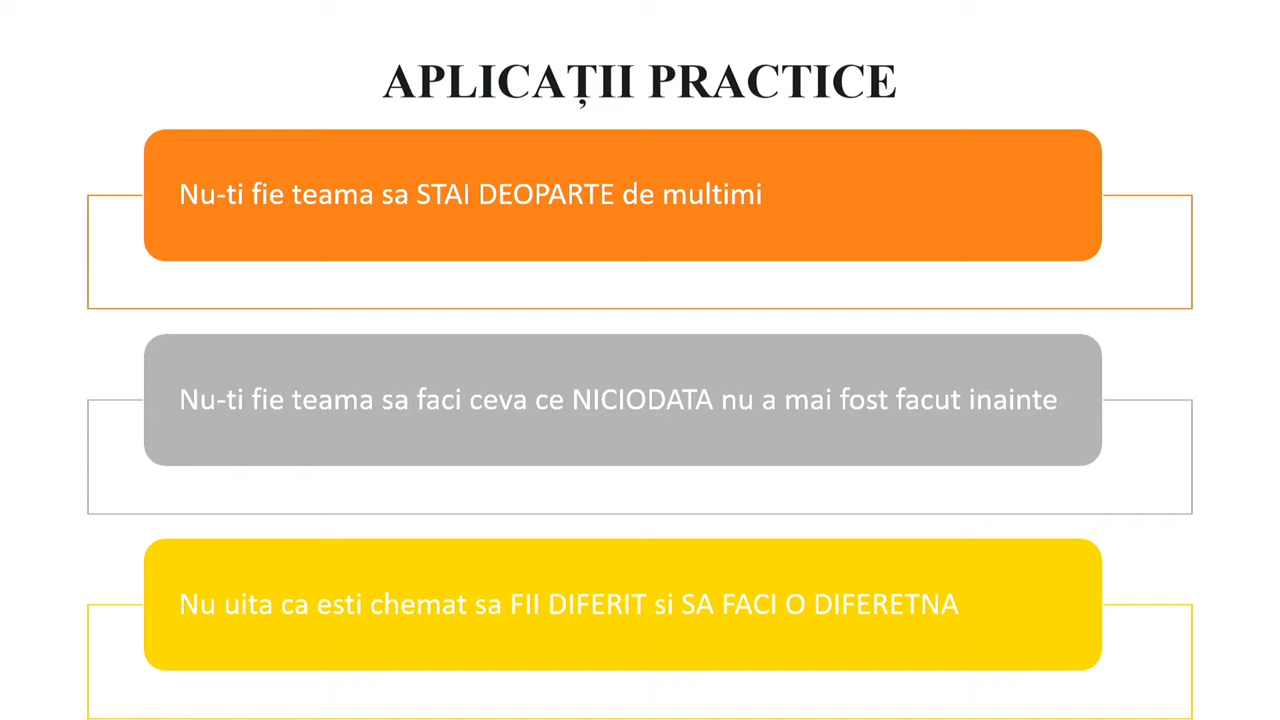 APLICAȚII PRACTICE
Nu-ti fie teama sa STAI DEOPARTE de multimi
Nu-ti fie teama sa faci ceva ce NICIODATA nu a mai fost facut inainte
Nu uita ca esti chemat sa FII DIFERIT si SA FACI O DIFERETNA